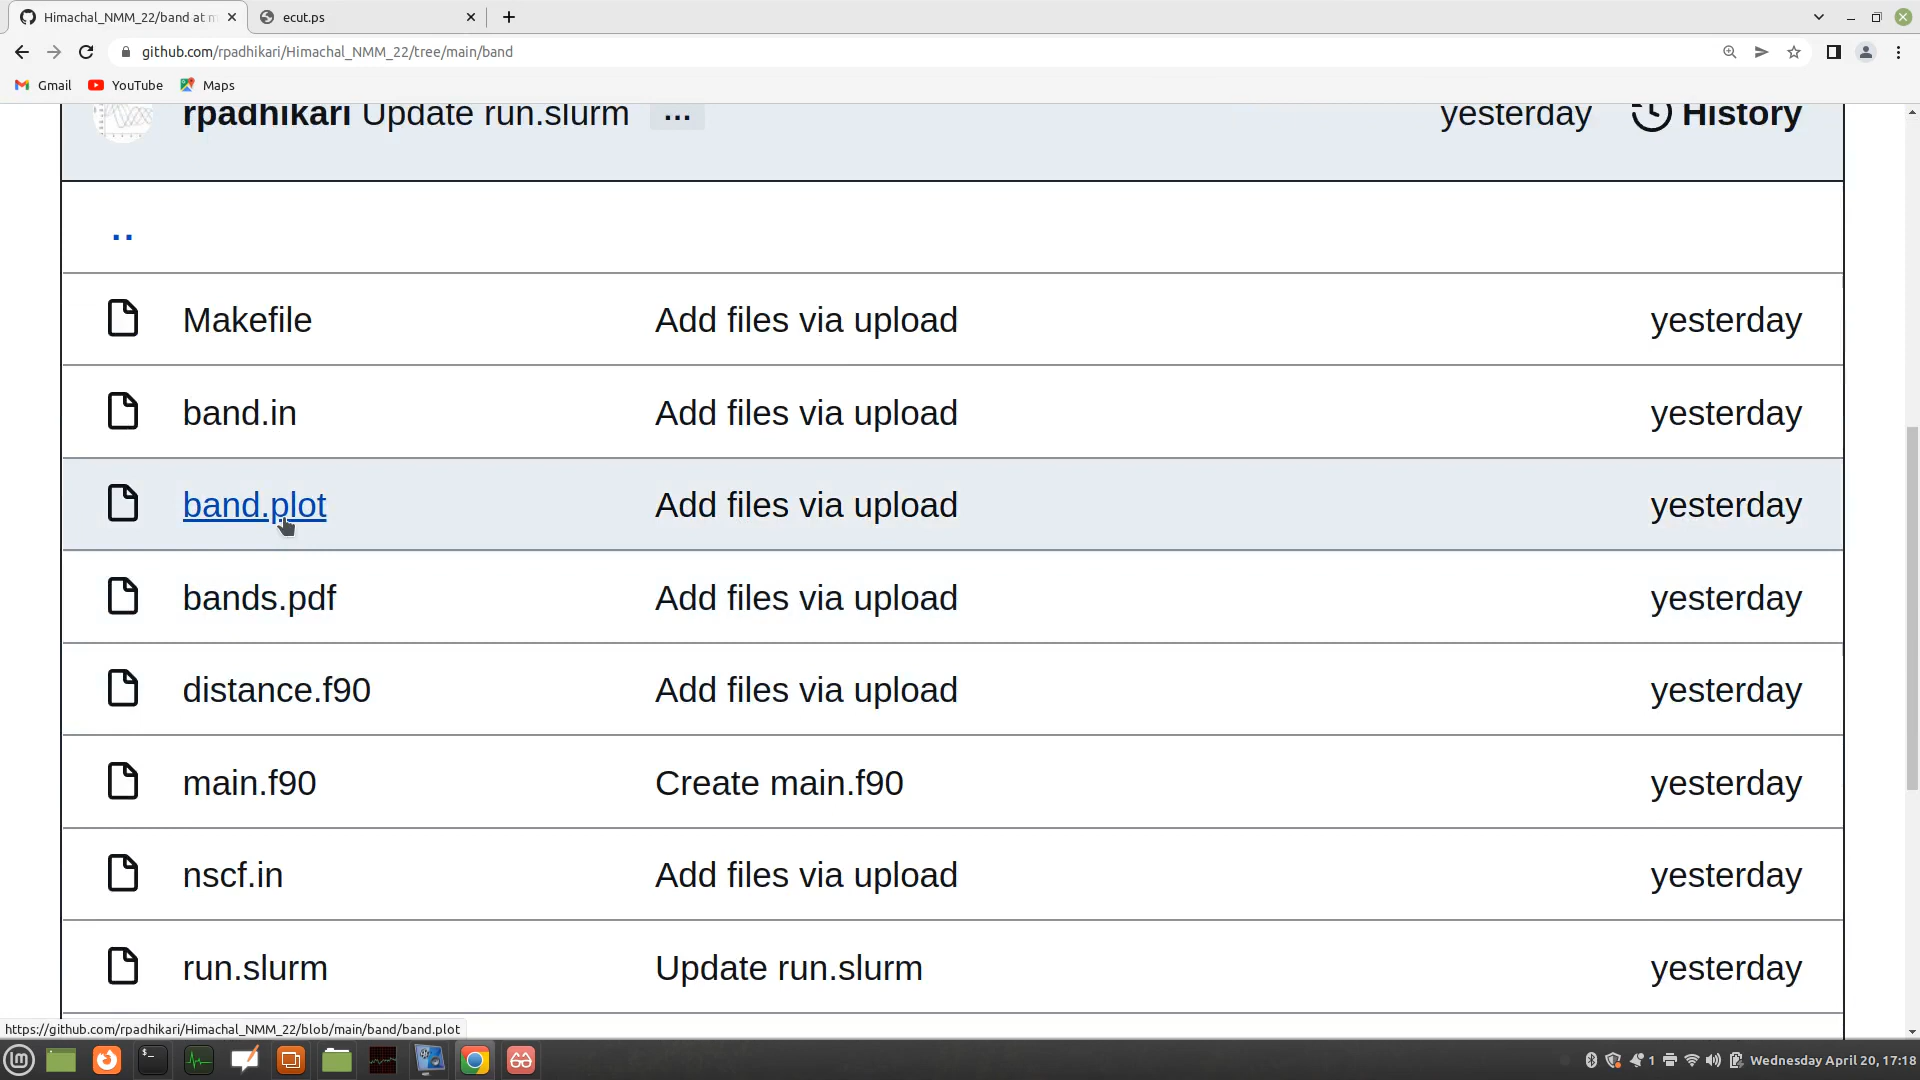 Himachal_NMM_22/band at m
ecut.ps
github.com/rpadhikari/Himachal_NMM_22/tree/main/band
Gmail
YouTube
Maps
rpadhikari Update run.slurm ... yesterday History
..
Makefile Add files via upload yesterday
band.in Add files via upload yesterday
band.plot Add files via upload yesterday
bands.pdf Add files via upload yesterday
distance.f90 Add files via upload yesterday
main.f90 Create main.f90 yesterday
nscf.in Add files via upload yesterday
run.slurm Update run.slurm yesterday
https://github.com/rpadhikari/Himachal_NMM_22/blob/main/band/band.plot
1 Wednesday April 20, 17:18